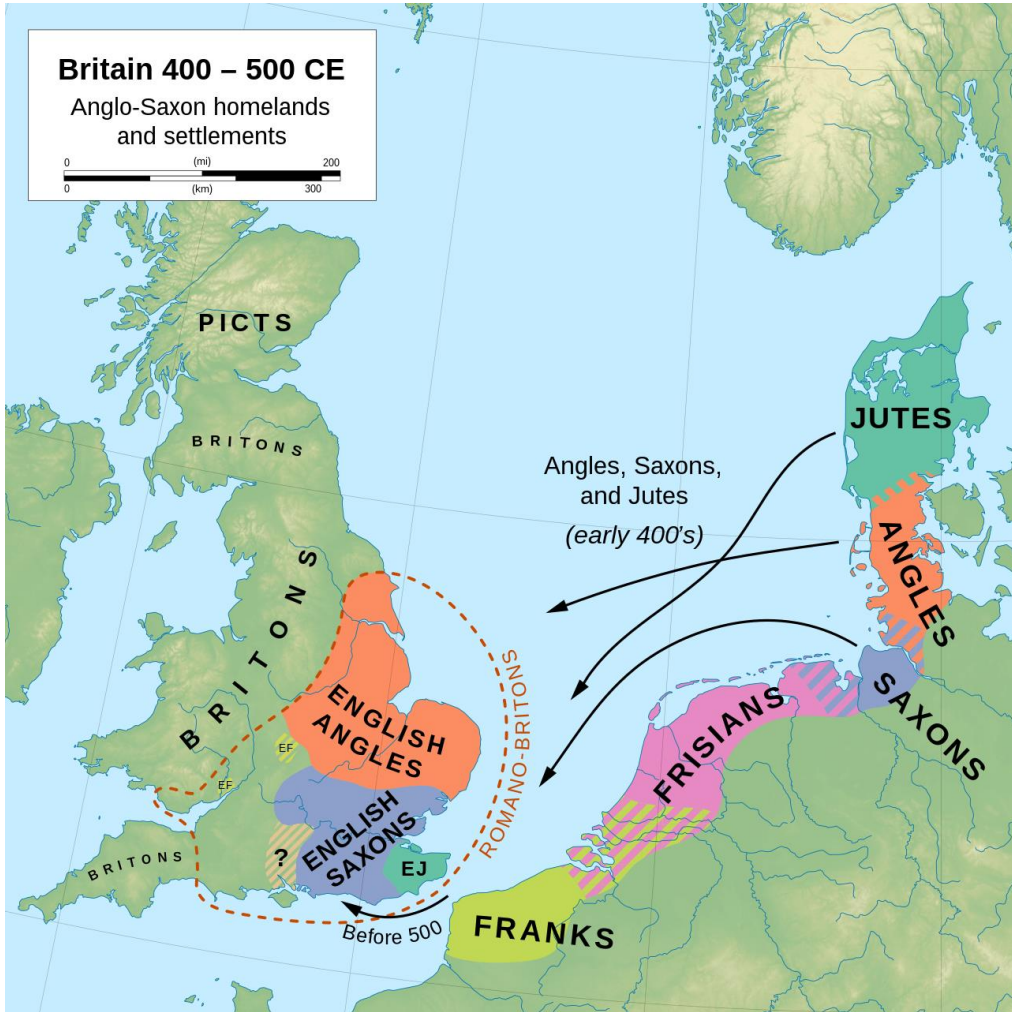 Britain 400 – 500 CE
Anglo-Saxon homelands
and settlements
0 (mi) 200
0 (km) 300
PICTS
BRITONS
JUTES
Angles, Saxons,
and Jutes
(early 400's)
ANGLES
BRITONS
ROMANO-BRITONS
SAXONS
FRISIANS
ENGLISH
ANGLES
EF
EF
ENGLISH
SAXONS
?
EJ
BRITONS
FRANKS
Before 500